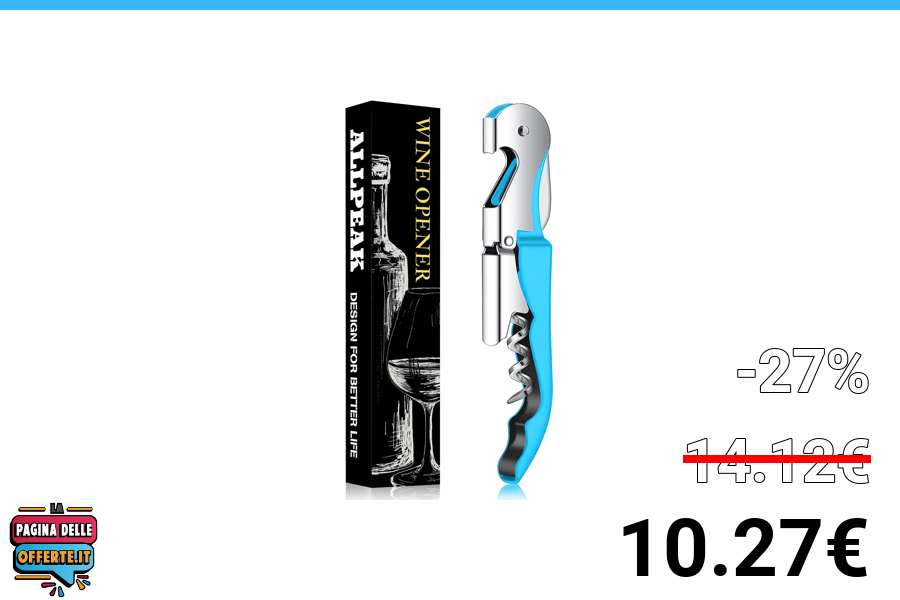 WINE OPENER
ALLPEAK
DESIGN FOR BETTER LIFE
-27%
14.12€
10.27€
LA
PAGINA DELLE
OFFERTE.IT